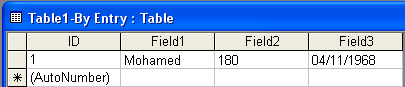 Table1-By Entry : Table
ID Field1 Field2 Field3
1 Mohamed 180 04/11/1968
(AutoNumber)